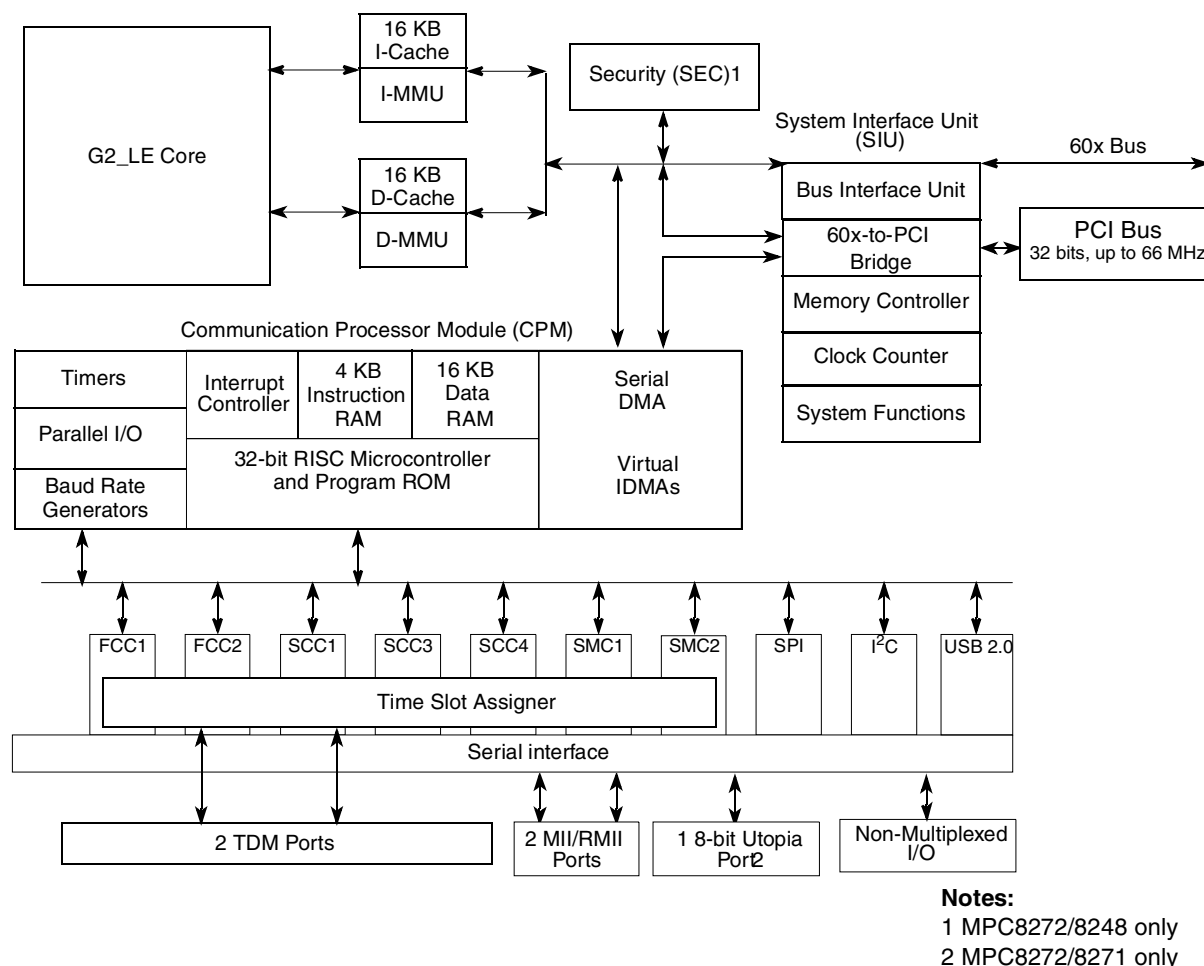 16 KB
I-Cache
I-MMU
G2_LE Core
16 KB
D-Cache
D-MMU
Security (SEC)1
System Interface Unit
(SIU)
60x Bus
Bus Interface Unit
60x-to-PCI
Bridge
Memory Controller
Clock Counter
System Functions
PCI Bus
32 bits, up to 66 MHz
Communication Processor Module (CPM)
Timers
Parallel I/O
Baud Rate
Generators
Interrupt
Controller
4 KB
Instruction
RAM
16 KB
Data
RAM
32-bit RISC Microcontroller
and Program ROM
Serial
DMA
Virtual
IDMAs
FCC1
FCC2
SCC1
SCC3
SCC4
SMC1
SMC2
SPI
I²C
USB 2.0
Time Slot Assigner
Serial interface
2 TDM Ports
2 MII/RMII
Ports
1 8-bit Utopia
Port2
Non-Multiplexed
I/O
Notes:
1 MPC8272/8248 only
2 MPC8272/8271 only